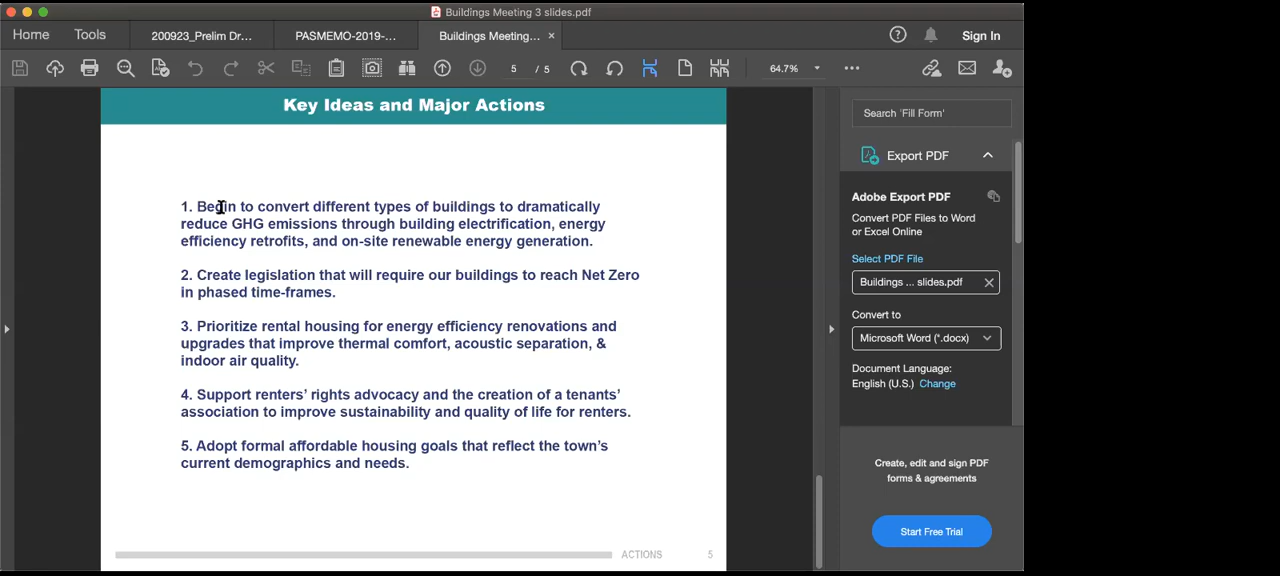 Buildings Meeting 3 slides.pdf
Home Tools 200923_Prelim Dr... PASMEMO-2019-... Buildings Meeting... × Sign In
5 / 5 64.7%
Key Ideas and Major Actions
1. Begin to convert different types of buildings to dramatically
reduce GHG emissions through building electrification, energy
efficiency retrofits, and on-site renewable energy generation.
2. Create legislation that will require our buildings to reach Net Zero
in phased time-frames.
3. Prioritize rental housing for energy efficiency renovations and
upgrades that improve thermal comfort, acoustic separation, &
indoor air quality.
4. Support renters’ rights advocacy and the creation of a tenants’
association to improve sustainability and quality of life for renters.
5. Adopt formal affordable housing goals that reflect the town’s
current demographics and needs.
ACTIONS 5
Search 'Fill Form'
Export PDF
Adobe Export PDF
Convert PDF Files to Word
or Excel Online
Select PDF File
Buildings ... slides.pdf
Convert to
Microsoft Word (*.docx)
Document Language:
English (U.S.) Change
Create, edit and sign PDF
forms & agreements
Start Free Trial